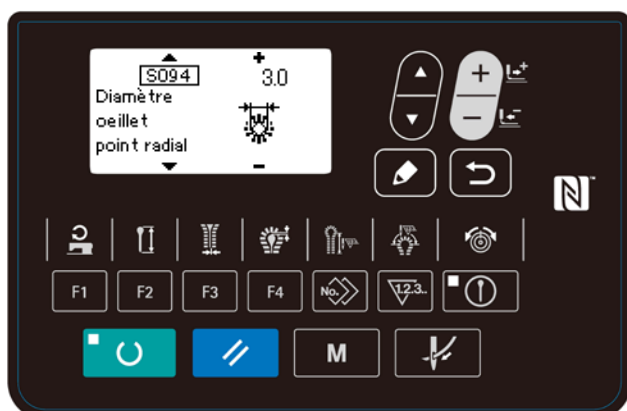 S094 3.0
Diamètre
oeillet
point radial
No.
1.2.3..
F1 F2 F3 F4
M